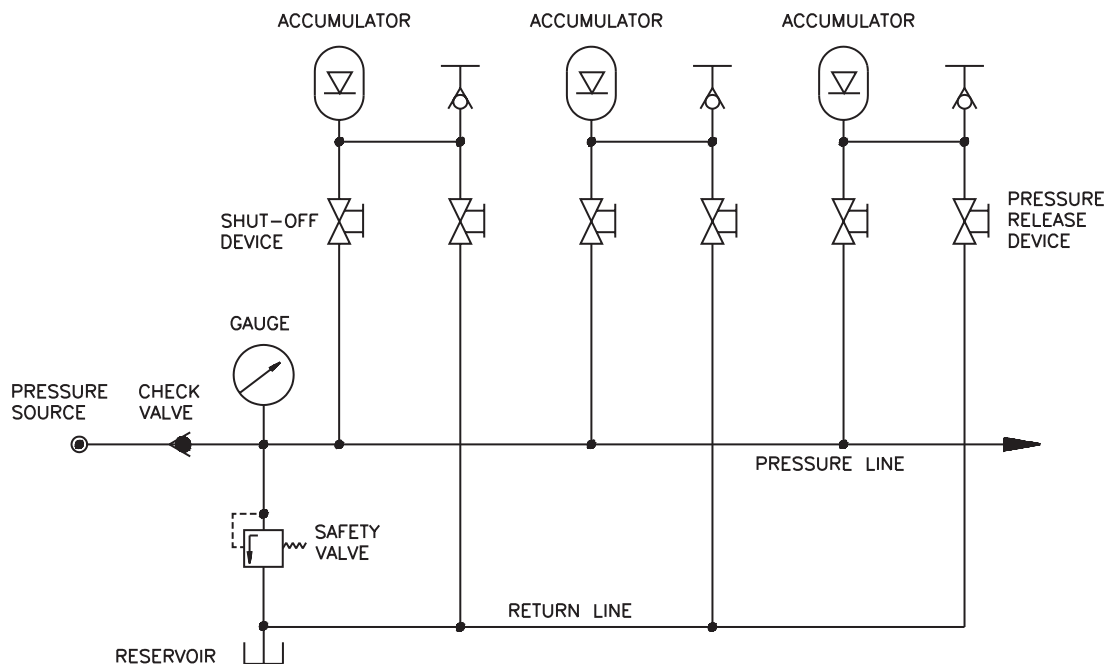 ACCUMULATOR
ACCUMULATOR
ACCUMULATOR
SHUT-OFF
DEVICE
PRESSURE
RELEASE
DEVICE
GAUGE
PRESSURE
SOURCE
CHECK
VALVE
PRESSURE LINE
SAFETY
VALVE
RETURN LINE
RESERVOIR